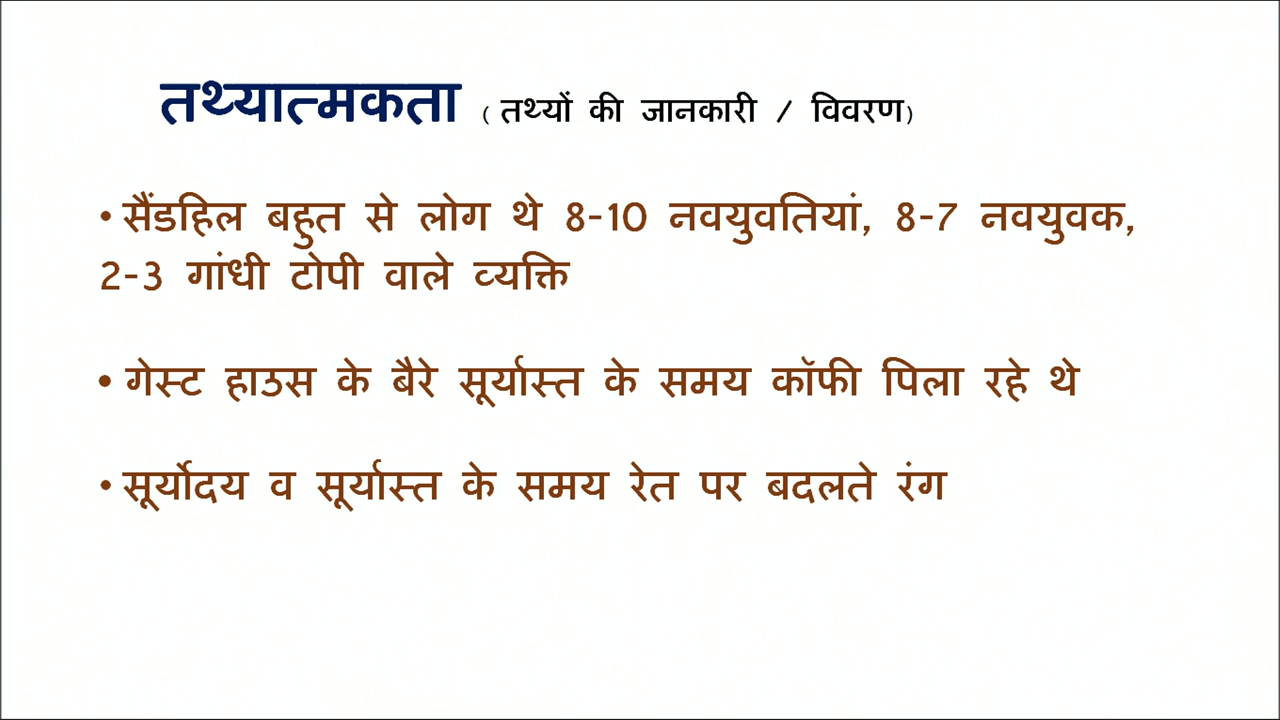 तथ्यात्मकता ( तथ्यों की जानकारी / विवरण)
• सैंडहिल बहुत से लोग थे 8-10 नवयुवतियां, 8-7 नवयुवक,
2-3 गांधी टोपी वाले व्यक्ति
• गेस्ट हाउस के बैरे सूर्यास्त के समय कॉफी पिला रहे थे
• सूर्योदय व सूर्यास्त के समय रेत पर बदलते रंग